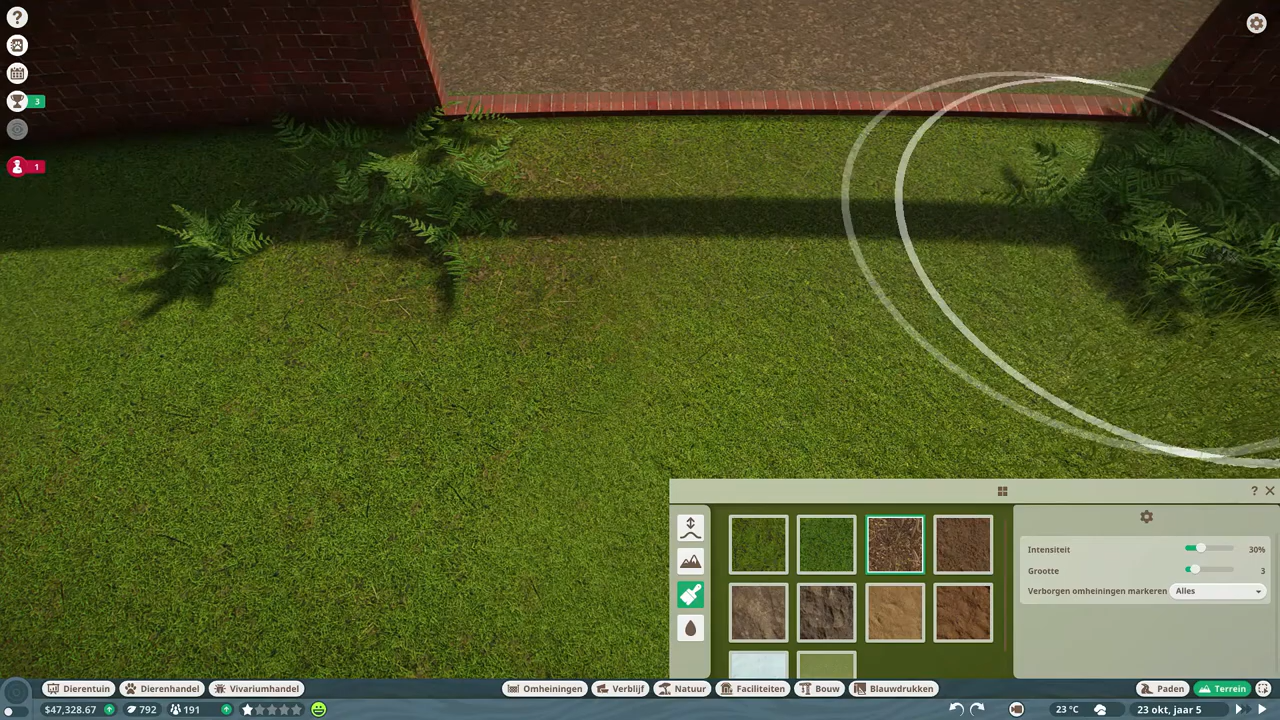 ?
3
1
? 
Intensiteit 30%
Grootte 3
Verborgen omheiningen markeren Alles
Dierentuin Dierenhandel Vivariumhandel Omheiningen Verblijf Natuur Faciliteiten Bouw Blauwdrukken Paden Terrein
$47,328.67 792 191 23 °C 23 okt, jaar 5